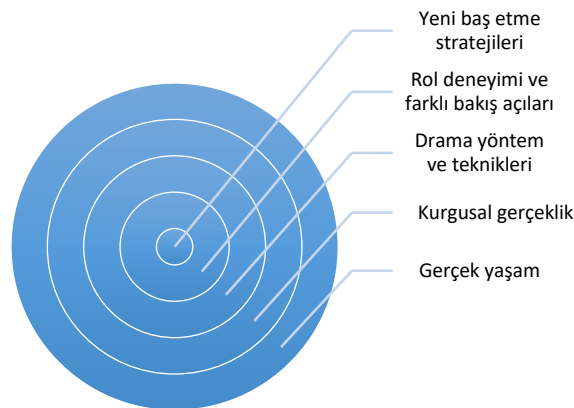 Yeni baş etme
stratejileri
Rol deneyimi ve
farklı bakış açıları
Drama yöntem
ve teknikleri
Kurgusal gerçeklik
Gerçek yaşam